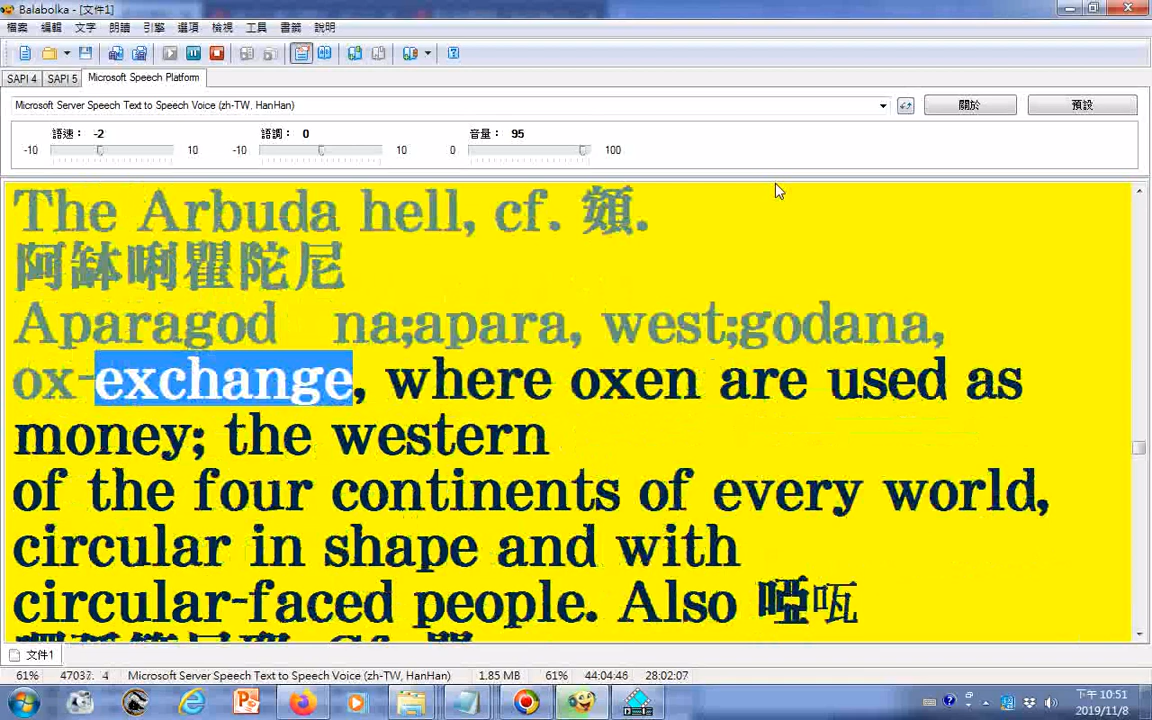 Balabolka - [文件1]
檔案 編輯 文字 朗讀 引擎 選項 檢視 工具 書籤 說明
SAPI 4 SAPI 5 Microsoft Speech Platform
Microsoft Server Speech Text to Speech Voice (zh-TW, HanHan)
關於 預設
語速： -2 語調： 0 音量： 95
-10 10 -10 10 0 100
The Arbuda hell, cf. 頞.
阿缽唎瞿陀尼
Aparagod na;apara, west;godana,
ox-exchange, where oxen are used as
money; the western
of the four continents of every world,
circular in shape and with
circular-faced people. Also 啞呃
文件1
61% 47037: 4 Microsoft Server Speech Text to Speech Voice (zh-TW, HanHan) 1.85 MB 61% 44:04:46 28:02:07
下午 10:51
2019/11/8